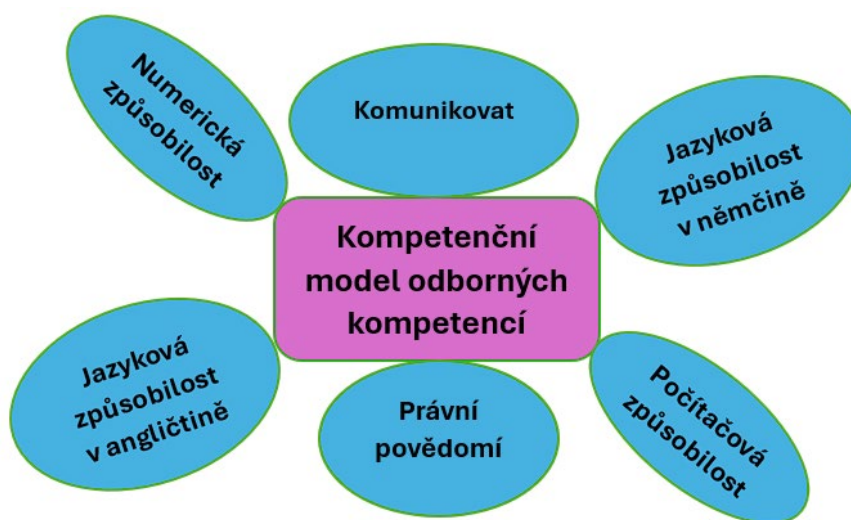 Numerická
způsobilost
Komunikovat
Jazyková
způsobilost
v němčině
Kompetenční
model odborných
kompetencí
Jazyková
způsobilost
v angličtině
Právní
povědomí
Počítačová
způsobilost